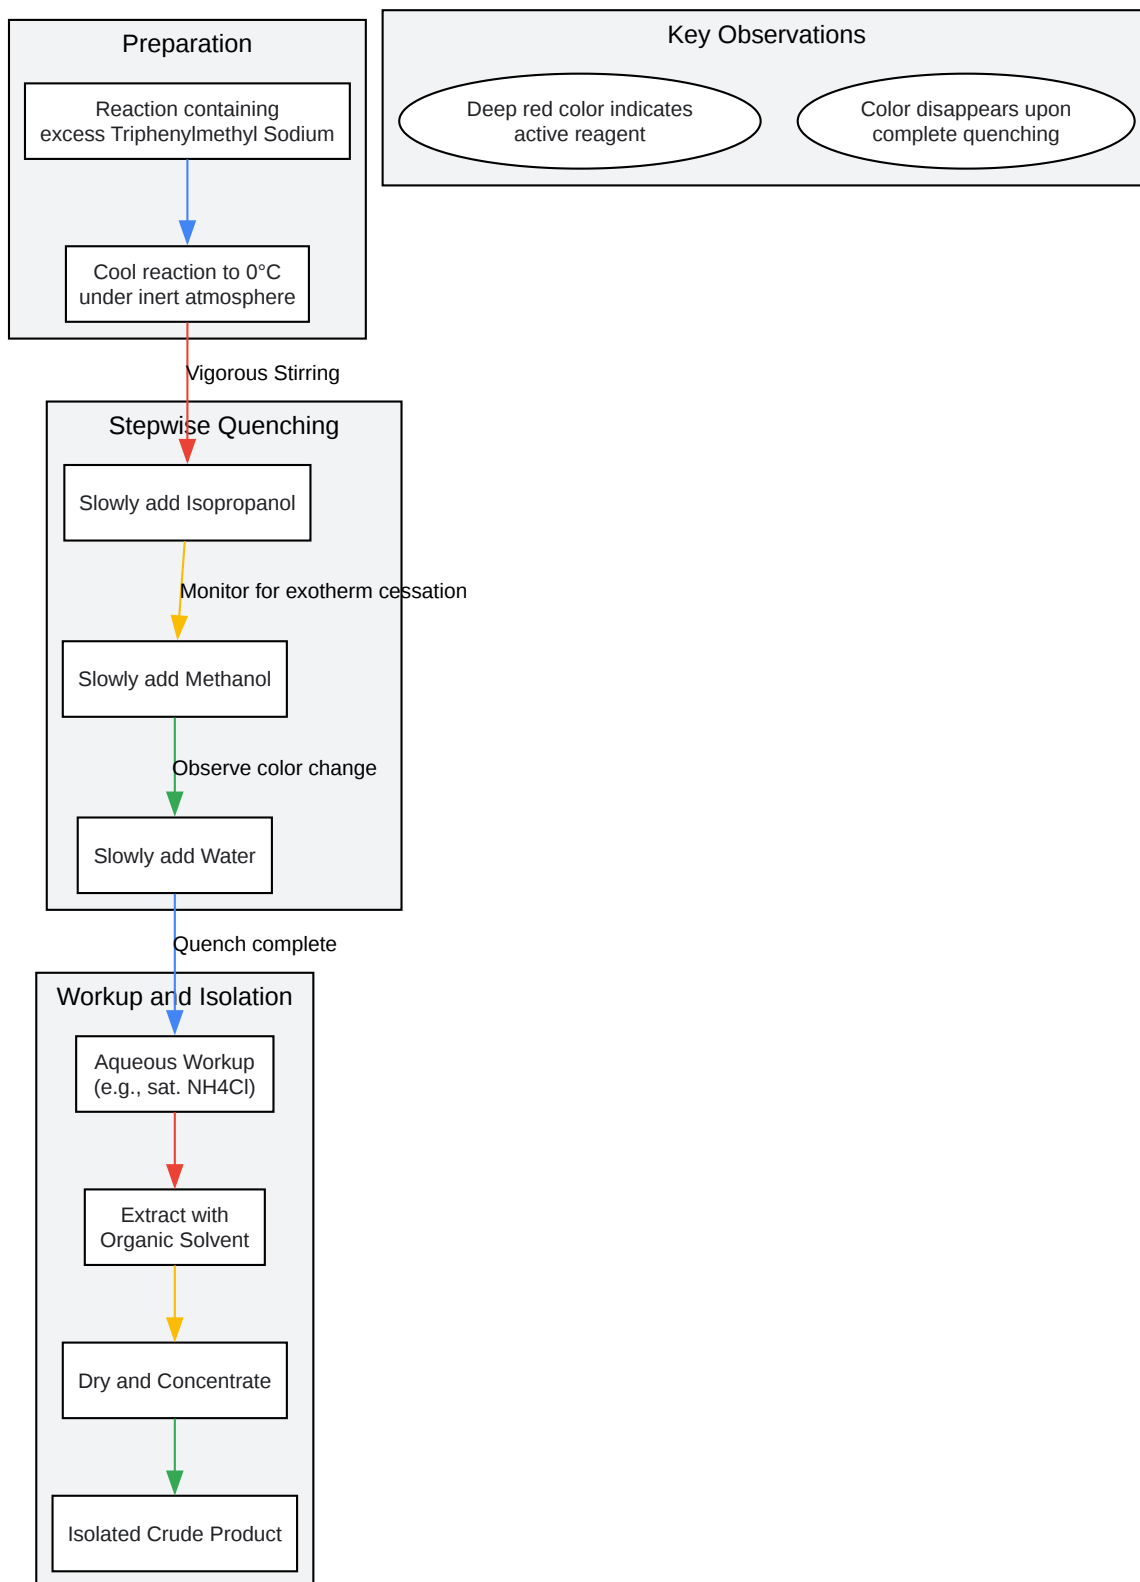 Preparation
Reaction containing
excess Triphenylmethyl Sodium
Cool reaction to 0°C
under inert atmosphere
Key Observations
Deep red color indicates
active reagent
Color disappears upon
complete quenching
Vigorous Stirring
Stepwise Quenching
Slowly add Isopropanol
Monitor for exotherm cessation
Slowly add Methanol
Observe color change
Slowly add Water
Quench complete
Workup and Isolation
Aqueous Workup
(e.g., sat. NH4Cl)
Extract with
Organic Solvent
Dry and Concentrate
Isolated Crude Product